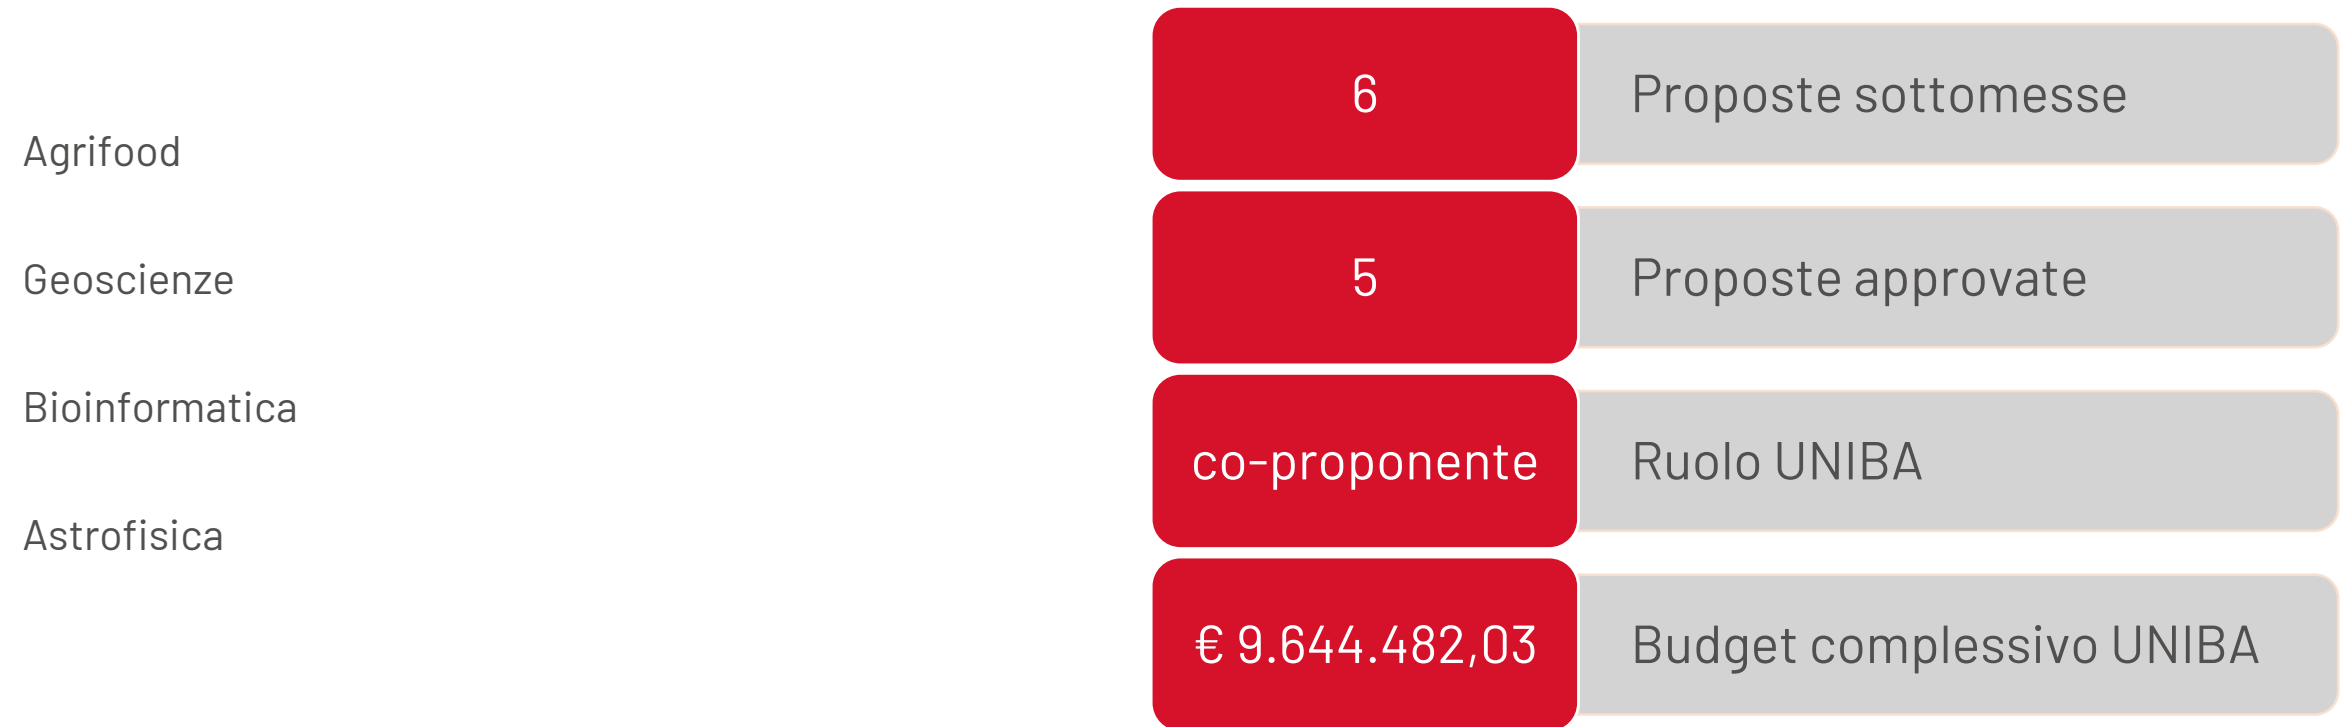 Agrifood
Geoscienze
Bioinformatica
Astrofisica
6
Proposte sottomesse
5
Proposte approvate
co-proponente
Ruolo UNIBA
€ 9.644.482,03
Budget complessivo UNIBA